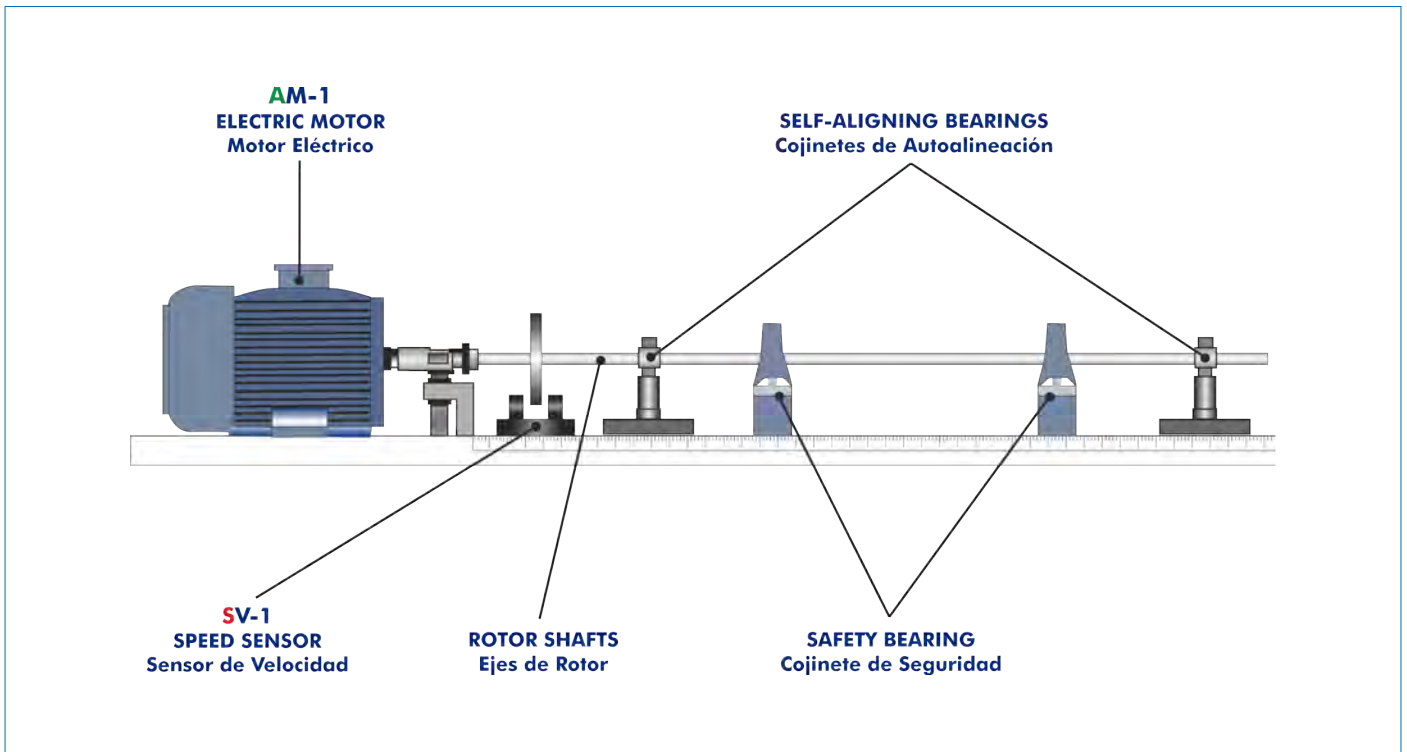 AM-1
ELECTRIC MOTOR
Motor Eléctrico
SELF-ALIGNING BEARINGS
Cojinetes de Autoalineación
SV-1
SPEED SENSOR
Sensor de Velocidad
ROTOR SHAFTS
Ejes de Rotor
SAFETY BEARING
Cojinete de Seguridad